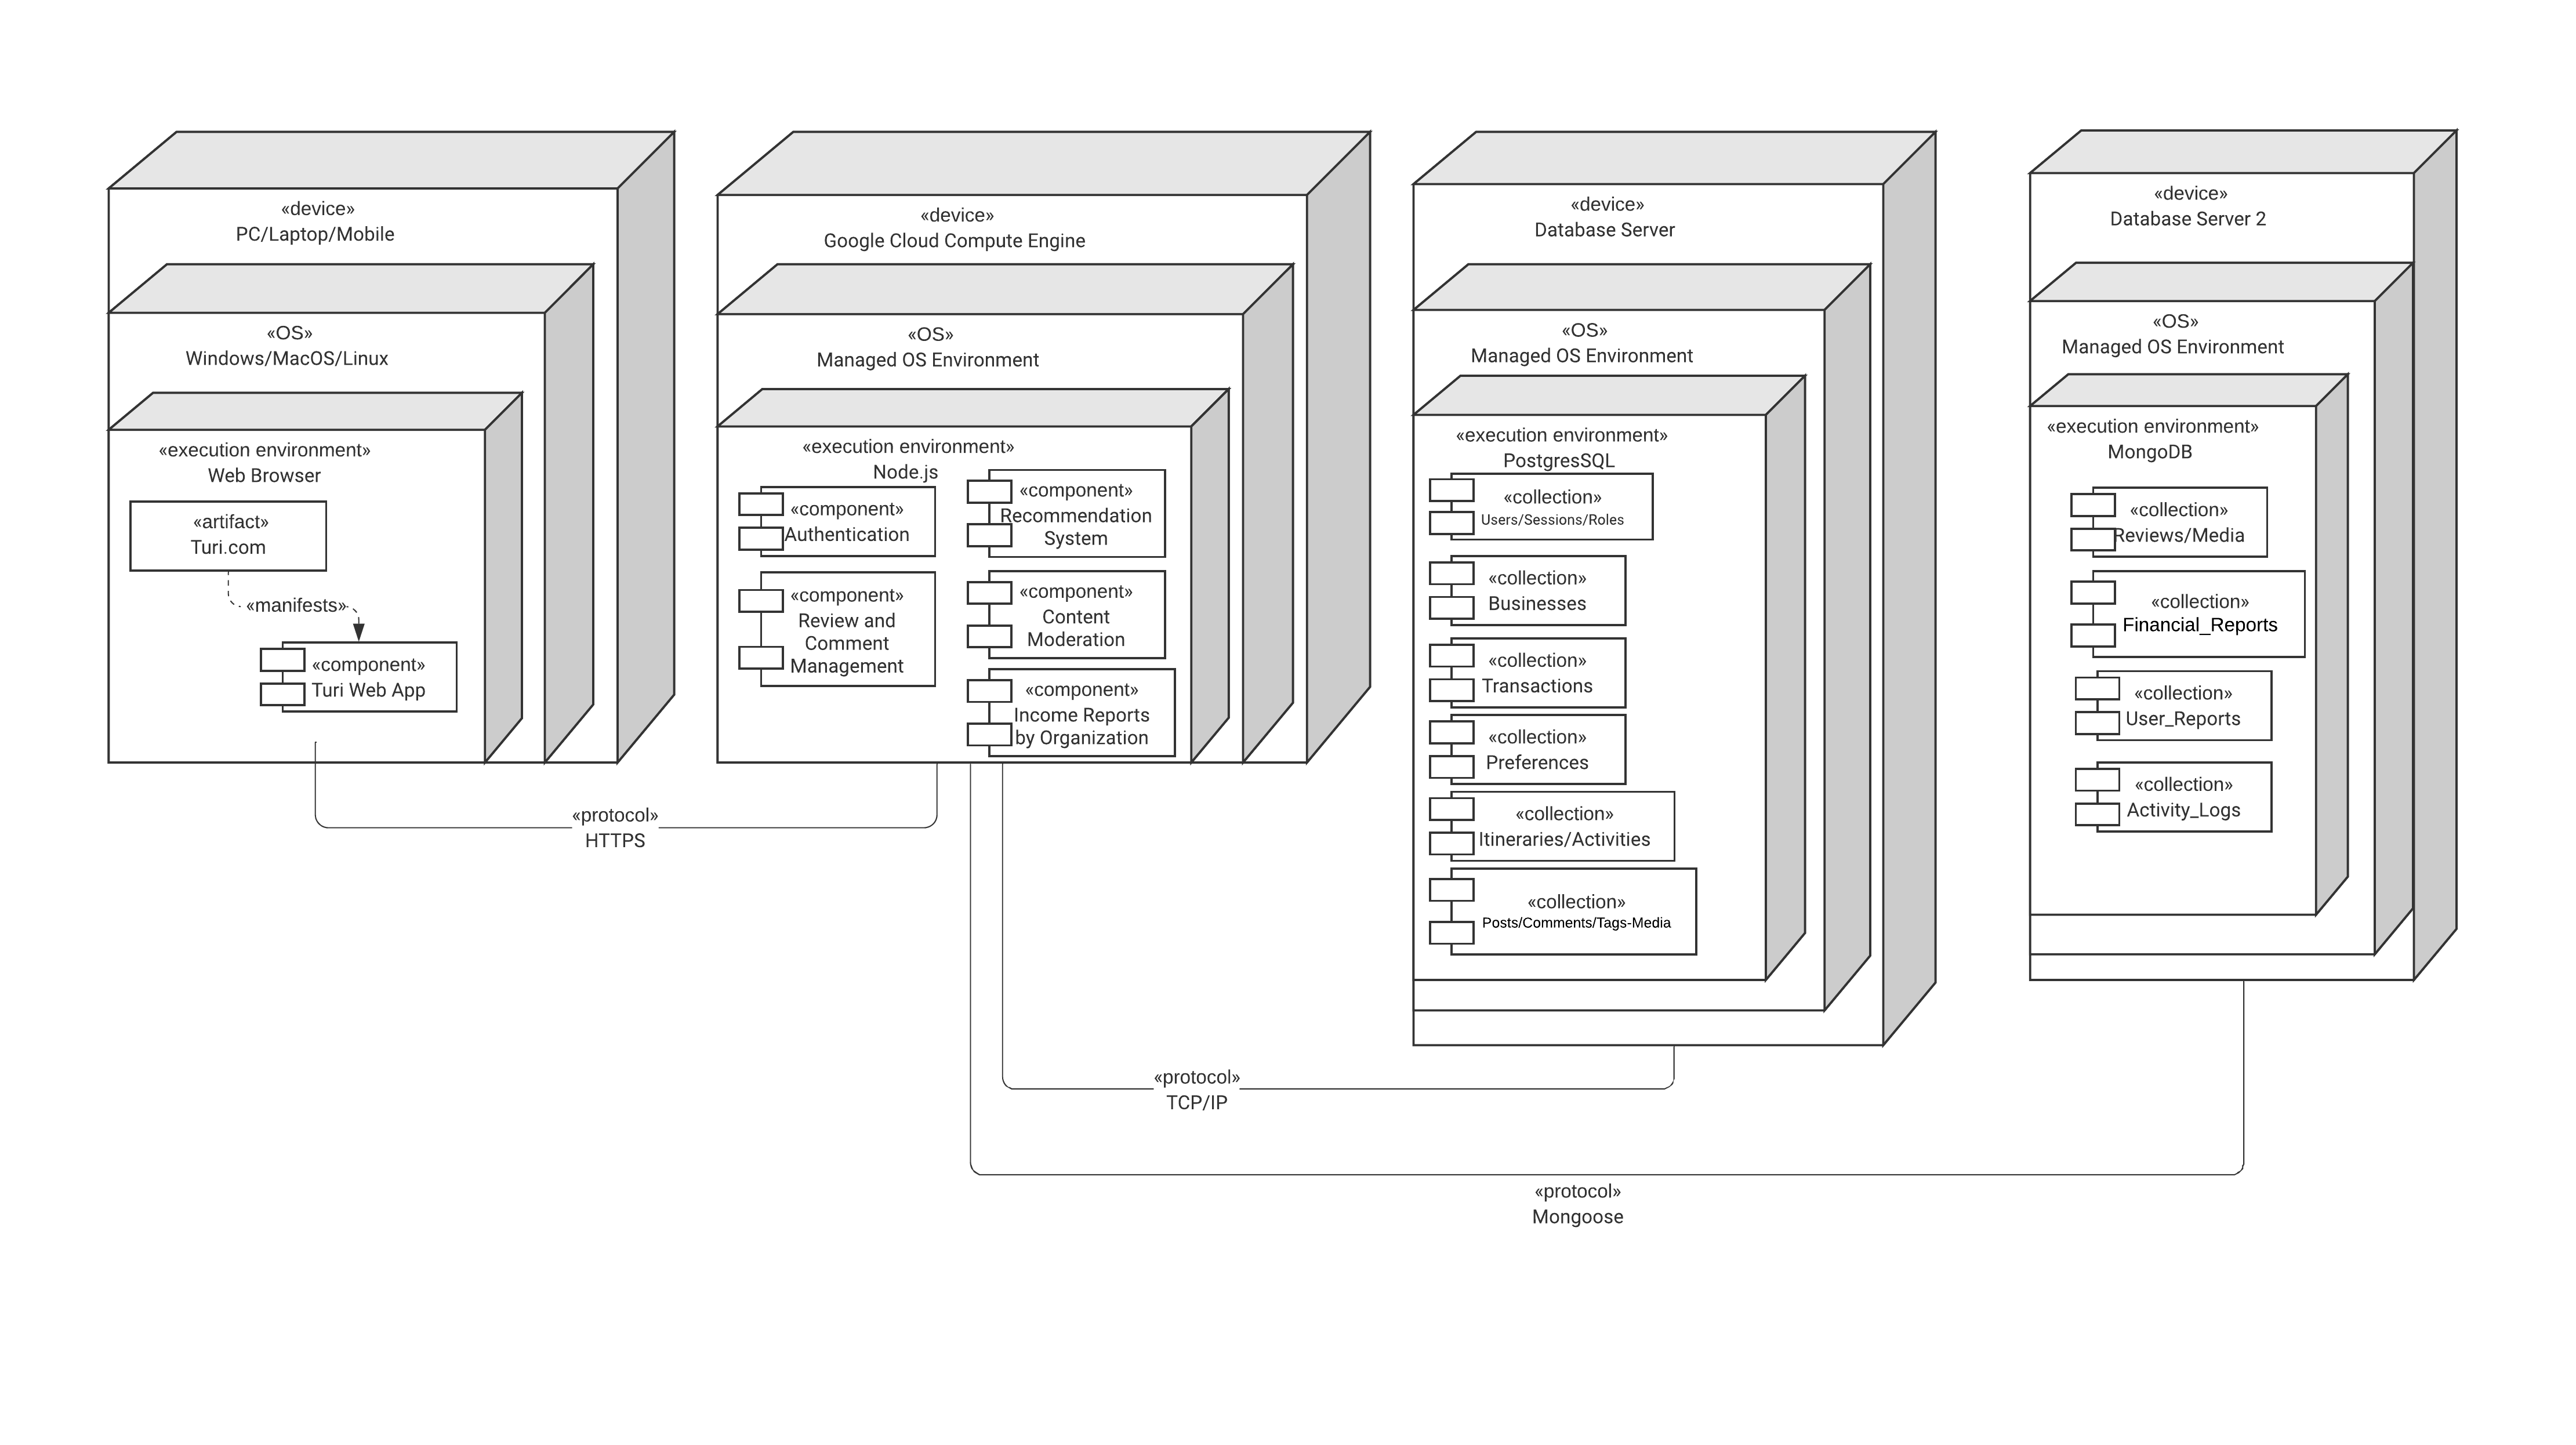 «device»
PC/Laptop/Mobile
«OS»
Windows/MacOS/Linux
«execution environment»
Web Browser
«artifact»
Turi.com
«manifests»
«component»
Turi Web App
«protocol»
HTTPS
«device»
Google Cloud Compute Engine
«OS»
Managed OS Environment
«execution environment»
Node.js
«component»
Authentication
«component»
Review and
Comment
Management
«component»
Recommendation
System
«component»
Content
Moderation
«component»
Income Reports
by Organization
«protocol»
TCP/IP
«protocol»
Mongoose
«device»
Database Server
«OS»
Managed OS Environment
«execution environment»
PostgresSQL
«collection»
Users/Sessions/Roles
«collection»
Businesses
«collection»
Transactions
«collection»
Preferences
«collection»
Itineraries/Activities
«collection»
Posts/Comments/Tags-Media
«device»
Database Server 2
«OS»
Managed OS Environment
«execution environment»
MongoDB
«collection»
Reviews/Media
«collection»
Financial_Reports
«collection»
User_Reports
«collection»
Activity_Logs